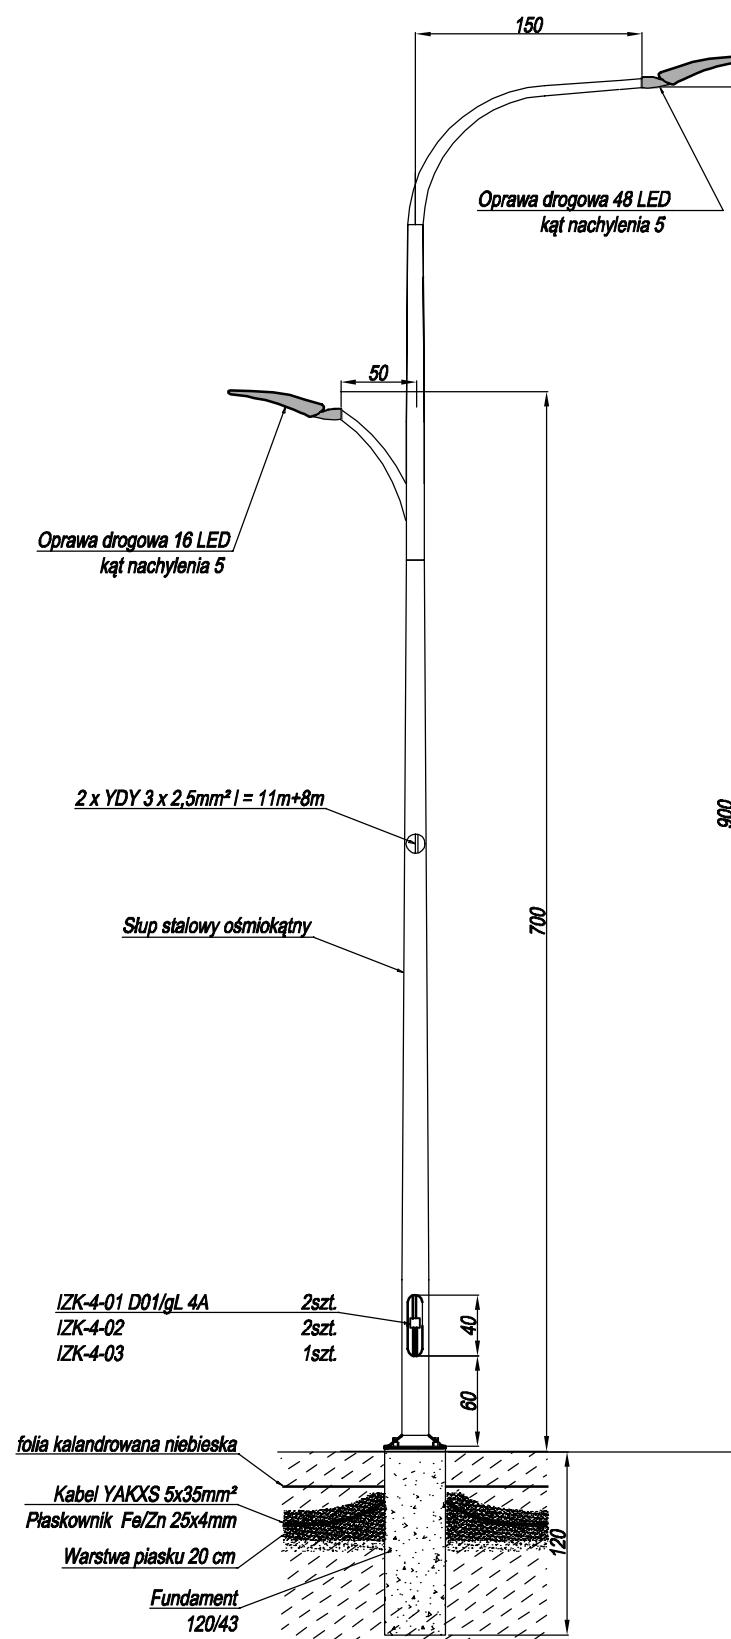 150
Oprawa drogowa 48 LED
kąt nachylenia 5
50
Oprawa drogowa 16 LED
kąt nachylenia 5
2 x YDY 3 x 2,5mm² l = 11m+8m
900
Słup stalowy ośmiokątny
700
IZK-4-01 D01/gL 4A 2szt.
IZK-4-02 2szt.
IZK-4-03 1szt.
40
60
folia kalandrowana niebieska
Kabel YAKXS 5x35mm²
Płaskownik Fe/Zn 25x4mm
Warstwa piasku 20 cm
120
Fundament
120/43